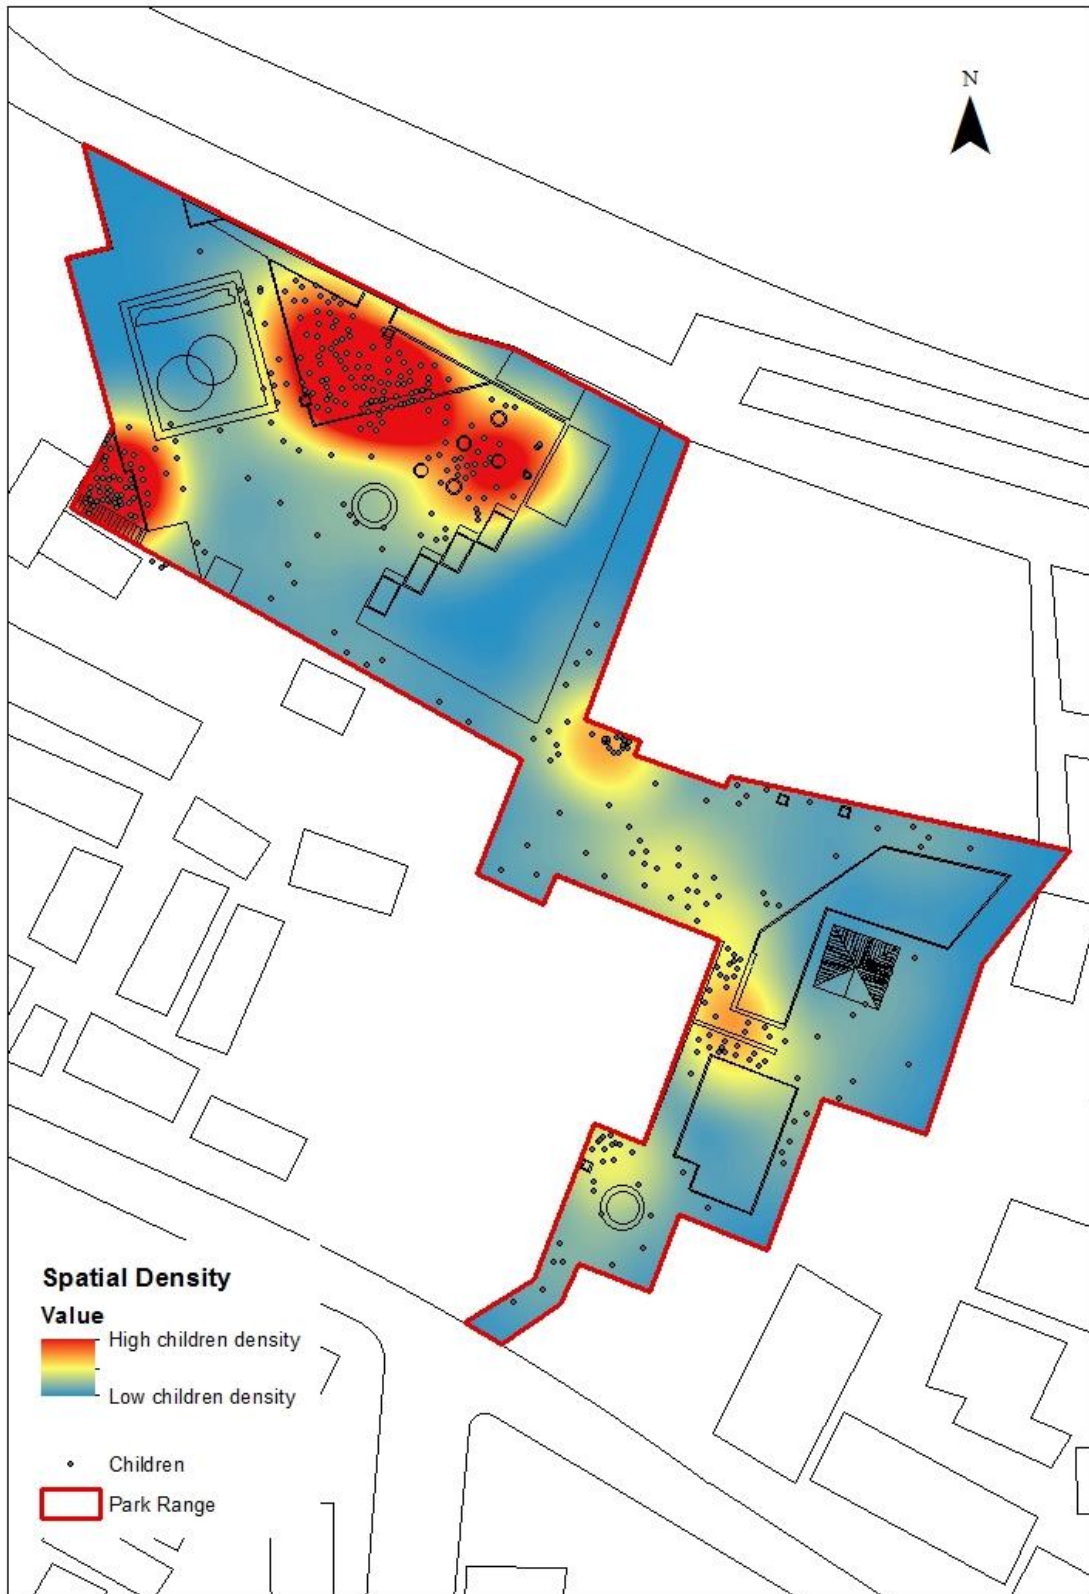 N
Spatial Density
Value
High children density
Low children density
Children
Park Range